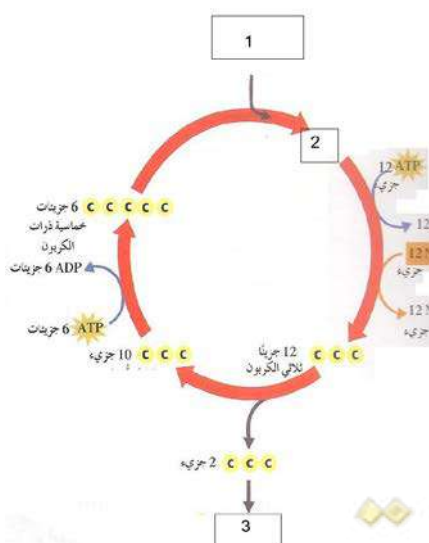 1
2
12 ATP
جزيء
12
12 N
جزيء
12 N
جزيء
6 جزيئات C C C C C
خماسية ذرات
الكربون
6 ADP جزيئات
6 ATP جزيئات
10 جزيء C C C
12 جزيئًا C C C
ثلاثي الكربون
2 جزيء C C C
3